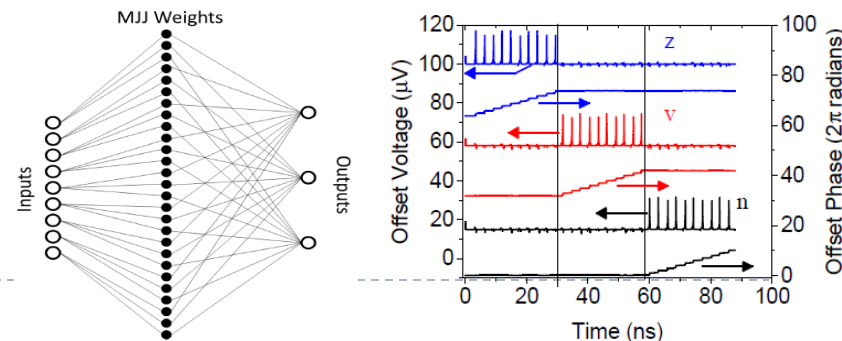 MJJ Weights
Inputs
Outputs
Offset Voltage (µV)
120
100
80
60
40
20
0
z
v
n
100
80
60
40
20
0
Offset Phase (2π radians)
0
20
40
60
80
100
Time (ns)